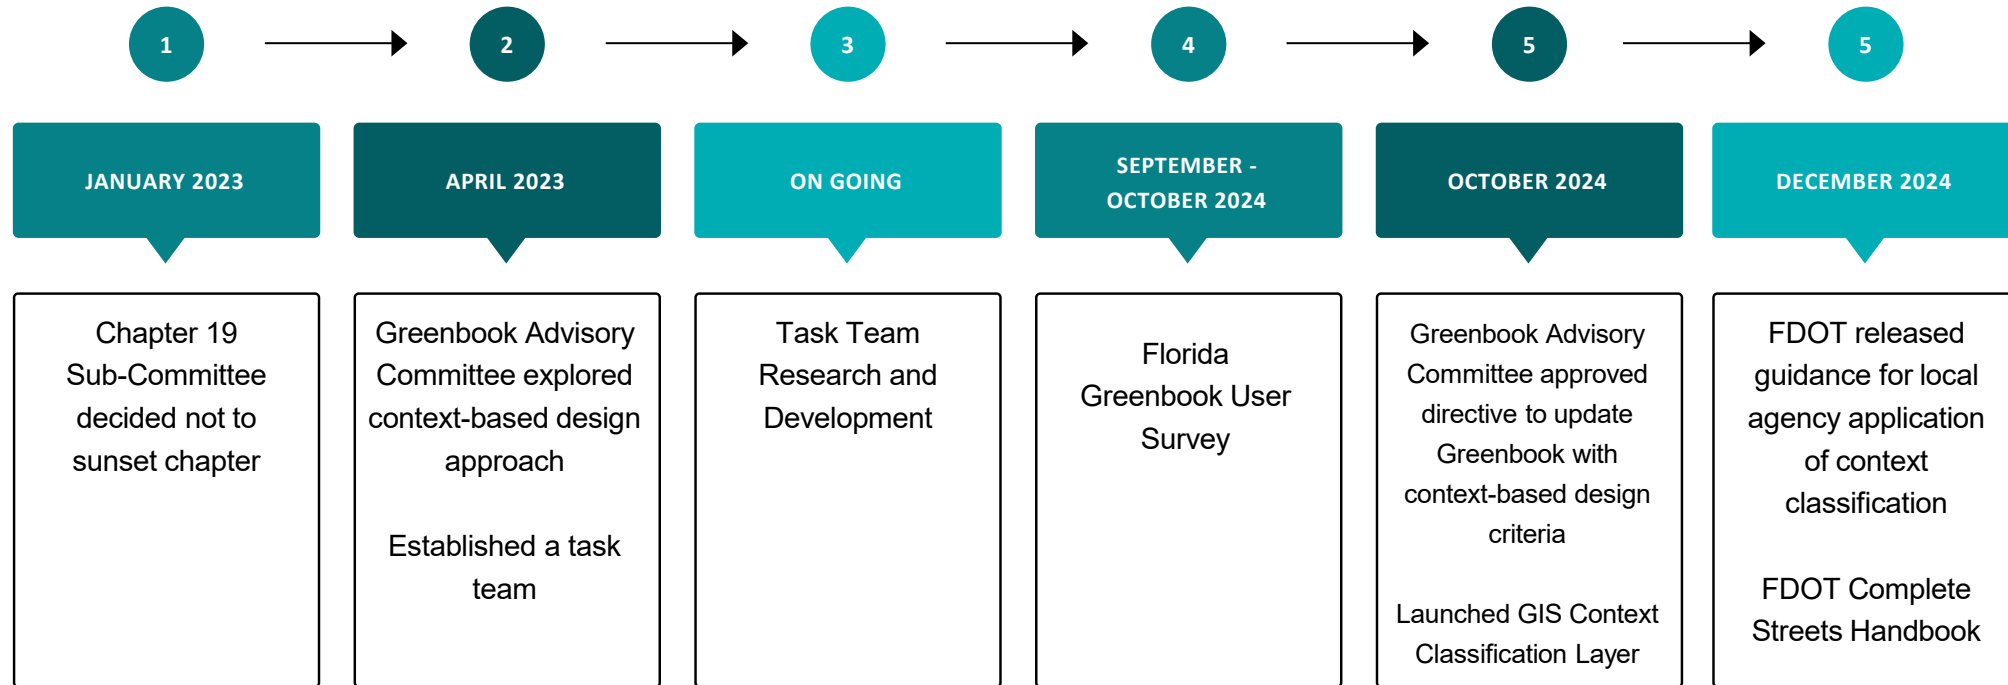 1
2
3
4
5
5
JANUARY 2023
APRIL 2023
ON GOING
SEPTEMBER -
OCTOBER 2024
OCTOBER 2024
DECEMBER 2024
Chapter 19
Sub-Committee
decided not to
sunset chapter
Greenbook Advisory
Committee explored
context-based design
approach
Established a task
team
Task Team
Research and
Development
Florida
Greenbook User
Survey
Greenbook Advisory
Committee approved
directive to update
Greenbook with
context-based design
criteria
Launched GIS Context
Classification Layer
FDOT released
guidance for local
agency application
of context
classification
FDOT Complete
Streets Handbook